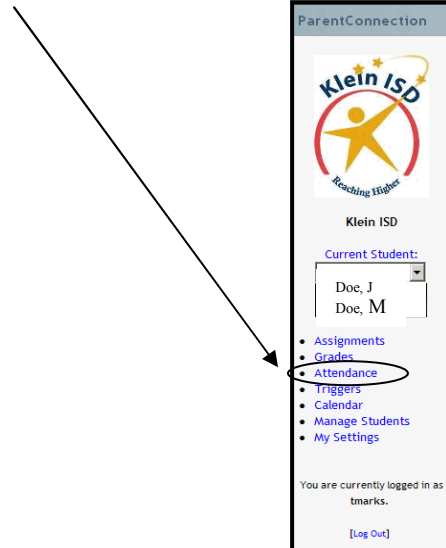 ParentConnection
Klein ISD
Reaching Higher
Klein ISD
Current Student:
Doe, J
Doe, M
Assignments
Grades
Attendance
Triggers
Calendar
Manage Students
My Settings
You are currently logged in as
tmarks.
[Log Out]